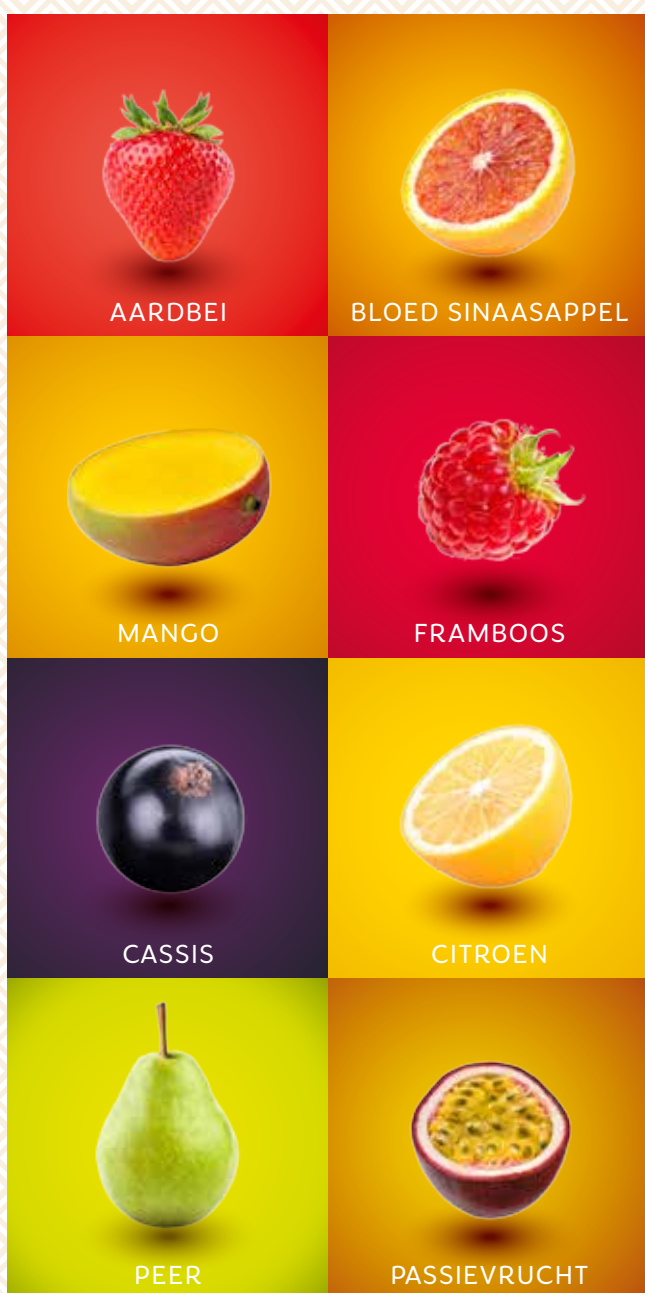 AARDBEI
BLOED SINAASAPPEL
MANGO
FRAMBOOS
CASSIS
CITROEN
PEER
PASSIEVRUCHT